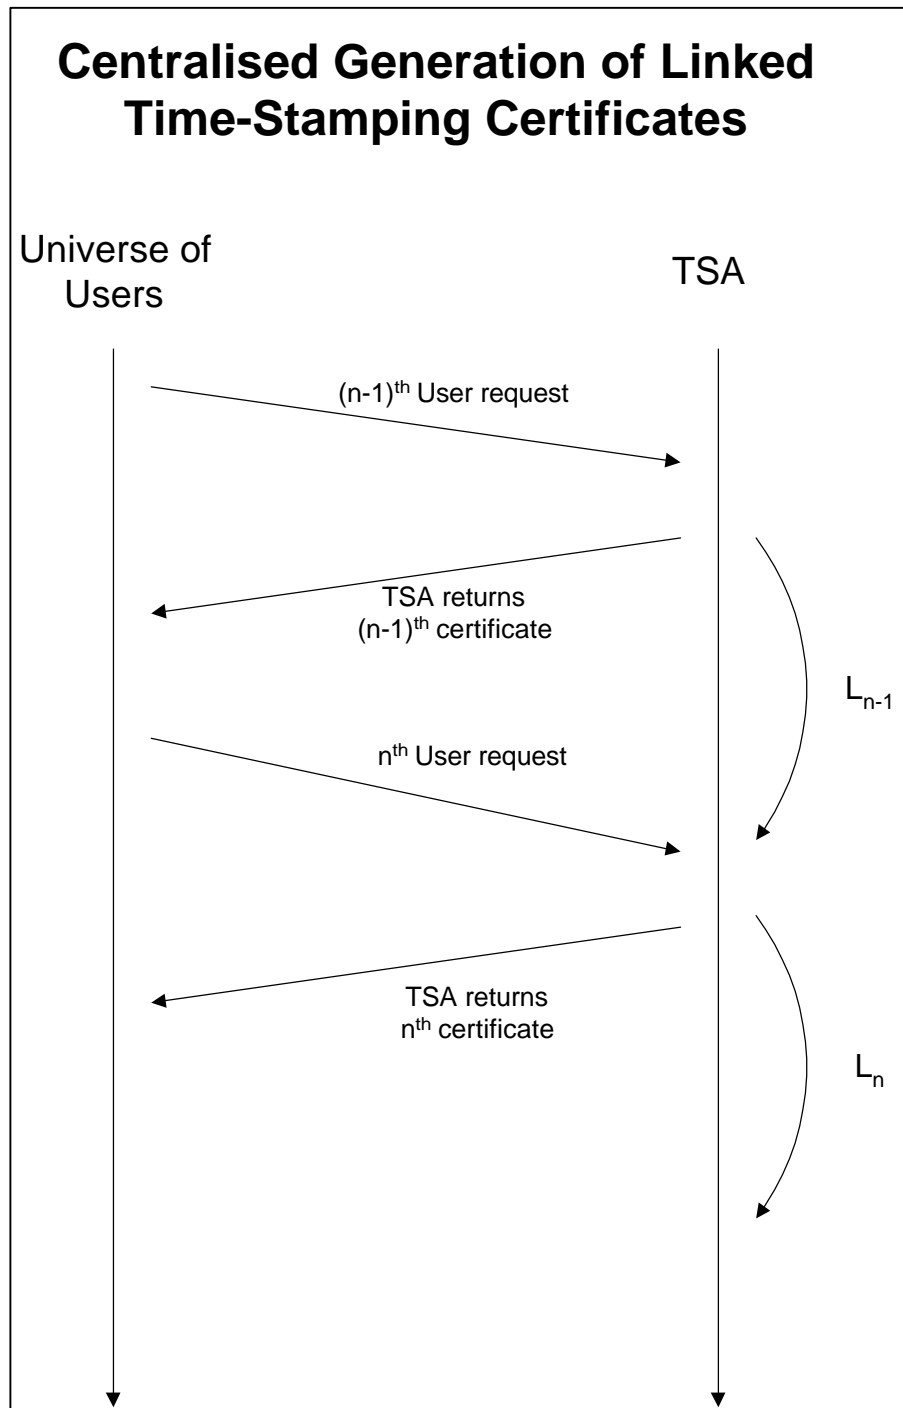 Centralised Generation of Linked
Time-Stamping Certificates
Universe of
Users
TSA
(n-1)th User request
TSA returns
(n-1)th certificate
Ln-1
nth User request
TSA returns
nth certificate
Ln